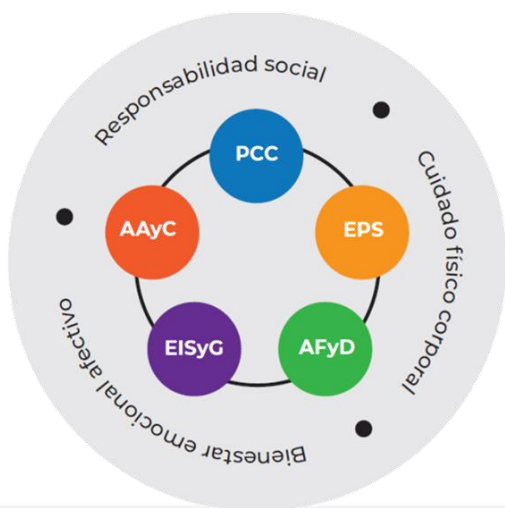 Responsabilidad social
Cuidado físico corporal
Bienestar emocional afectivo
PCC
EPS
AFyD
EISyG
AAyC